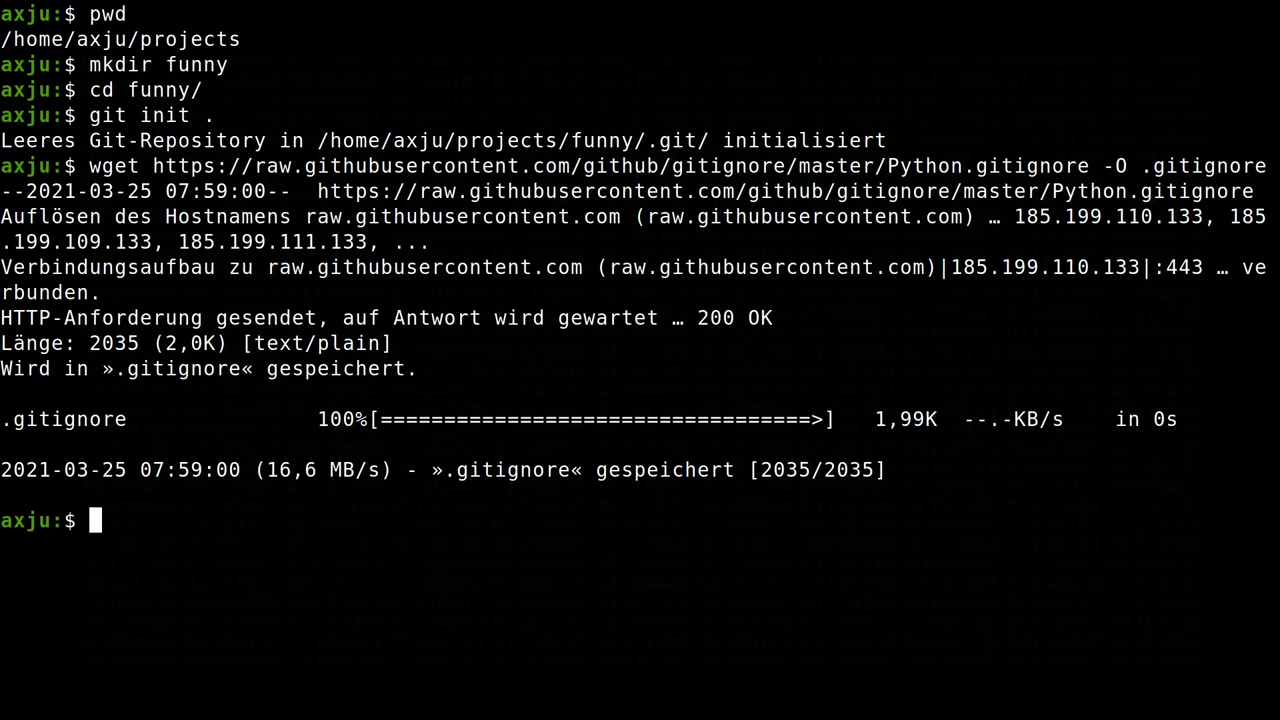 axju:$ pwd
/home/axju/projects
axju:$ mkdir funny
axju:$ cd funny/
axju:$ git init .
Leeres Git-Repository in /home/axju/projects/funny/.git/ initialisiert
axju:$ wget https://raw.githubusercontent.com/github/gitignore/master/Python.gitignore -O .gitignore
--2021-03-25 07:59:00--  https://raw.githubusercontent.com/github/gitignore/master/Python.gitignore
Auflösen des Hostnamens raw.githubusercontent.com (raw.githubusercontent.com) … 185.199.110.133, 185
.199.109.133, 185.199.111.133, ...
Verbindungsaufbau zu raw.githubusercontent.com (raw.githubusercontent.com)|185.199.110.133|:443 … ve
rbunden.
HTTP-Anforderung gesendet, auf Antwort wird gewartet … 200 OK
Länge: 2035 (2,0K) [text/plain]
Wird in ».gitignore« gespeichert.
.gitignore               100%[==================================>]   1,99K  --.-KB/s    in 0s
2021-03-25 07:59:00 (16,6 MB/s) - ».gitignore« gespeichert [2035/2035]
axju:$